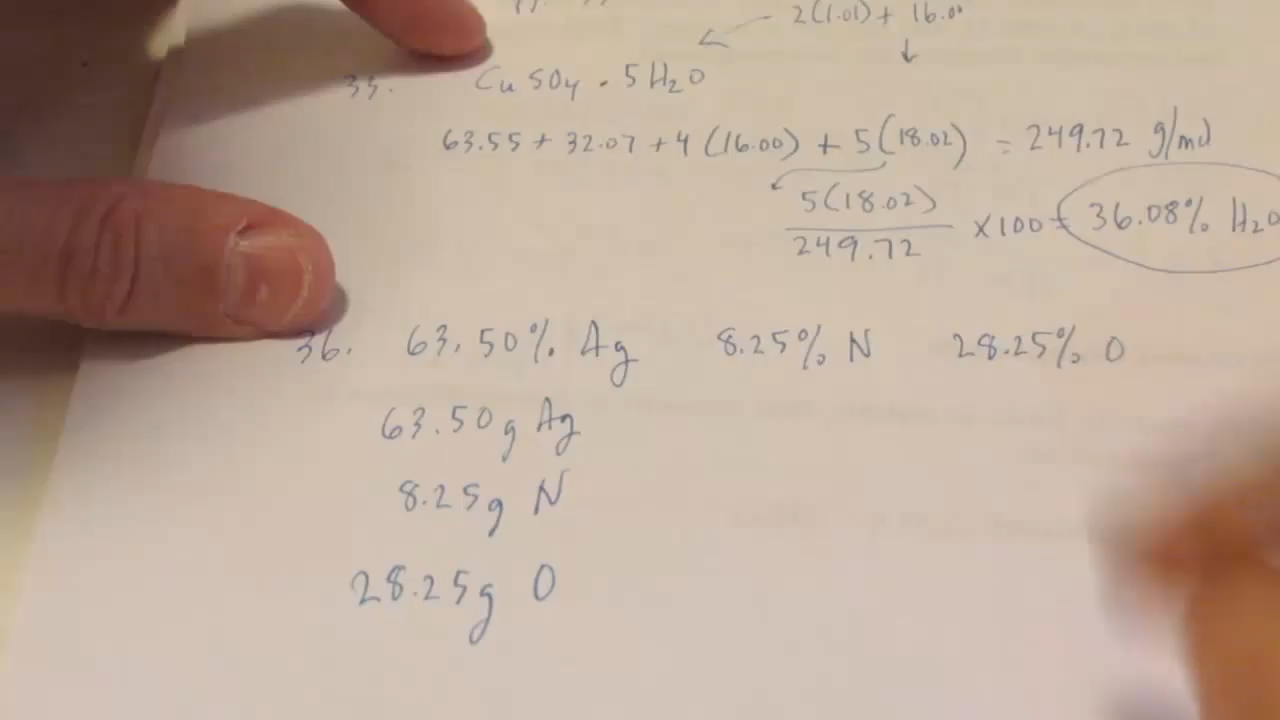 2(1.01) + 16.00
33. CuSO4 · 5H2O
63.55 + 32.07 + 4(16.00) + 5(18.02) = 249.72 g/mol
5(18.02)
249.72
x100 = 36.08% H2O
36. 63.50% Ag 8.25% N 28.25% O
63.50g Ag
8.25g N
28.25g O